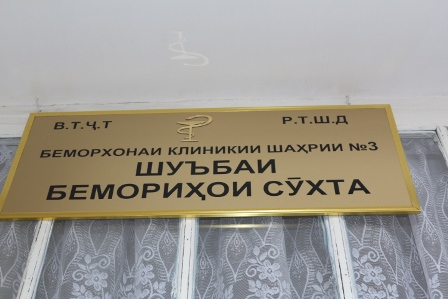 В.Т.Ҷ.Т Р.Т.Ш.Д
БЕМОРХОНАИ КЛИНИКИИ ШАҲРИИ №3
ШУЪБАИ
БЕМОРИҲОИ СӮХТА